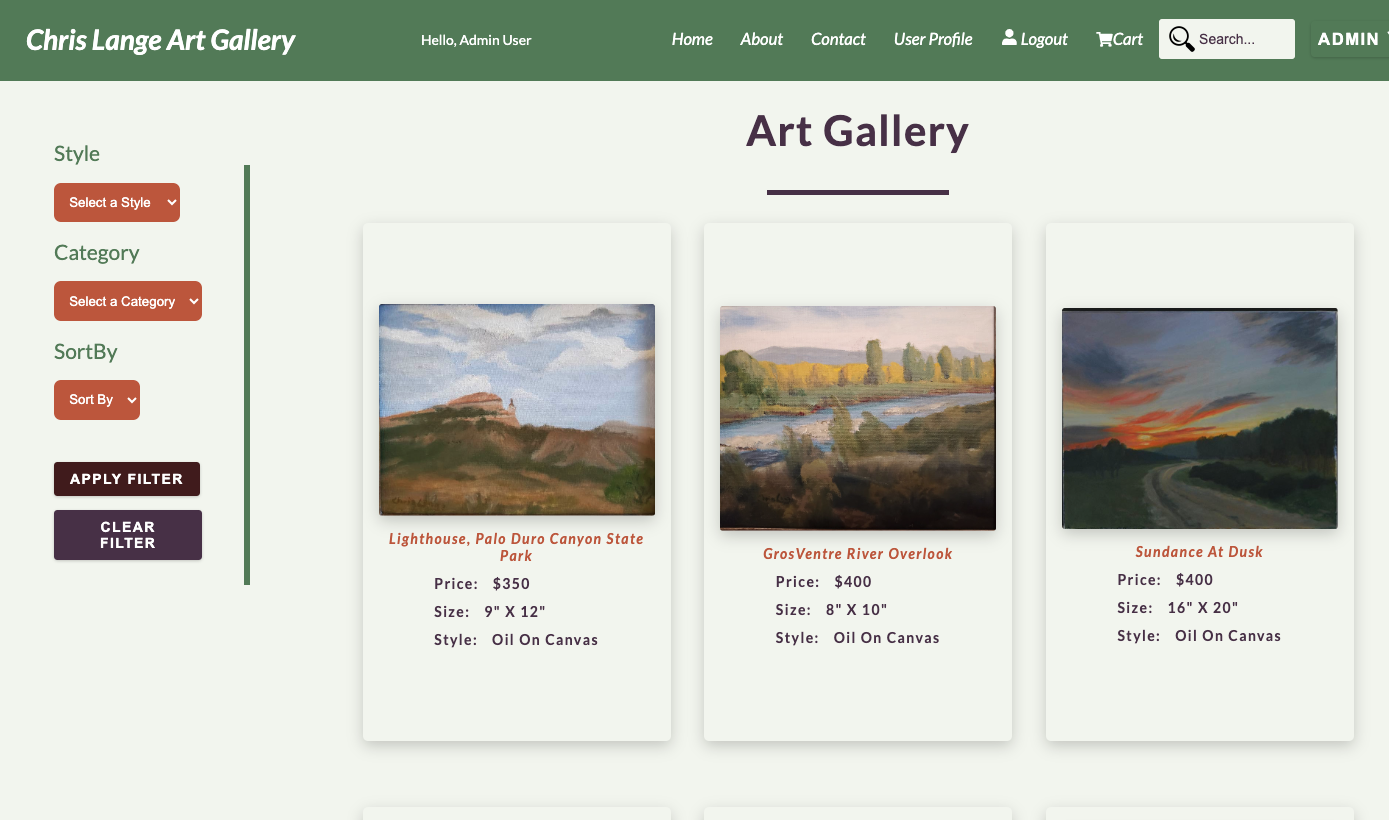 Chris Lange Art Gallery
Hello, Admin User
Home
About
Contact
User Profile
Logout
Cart
Search...
ADMIN
Art Gallery
Style
Select a Style
Category
Select a Category
SortBy
Sort By
APPLY FILTER
CLEAR
FILTER
Lighthouse, Palo Duro Canyon State
Park
Price: $350
Size: 9" X 12"
Style: Oil On Canvas
GrosVentre River Overlook
Price: $400
Size: 8" X 10"
Style: Oil On Canvas
Sundance At Dusk
Price: $400
Size: 16" X 20"
Style: Oil On Canvas